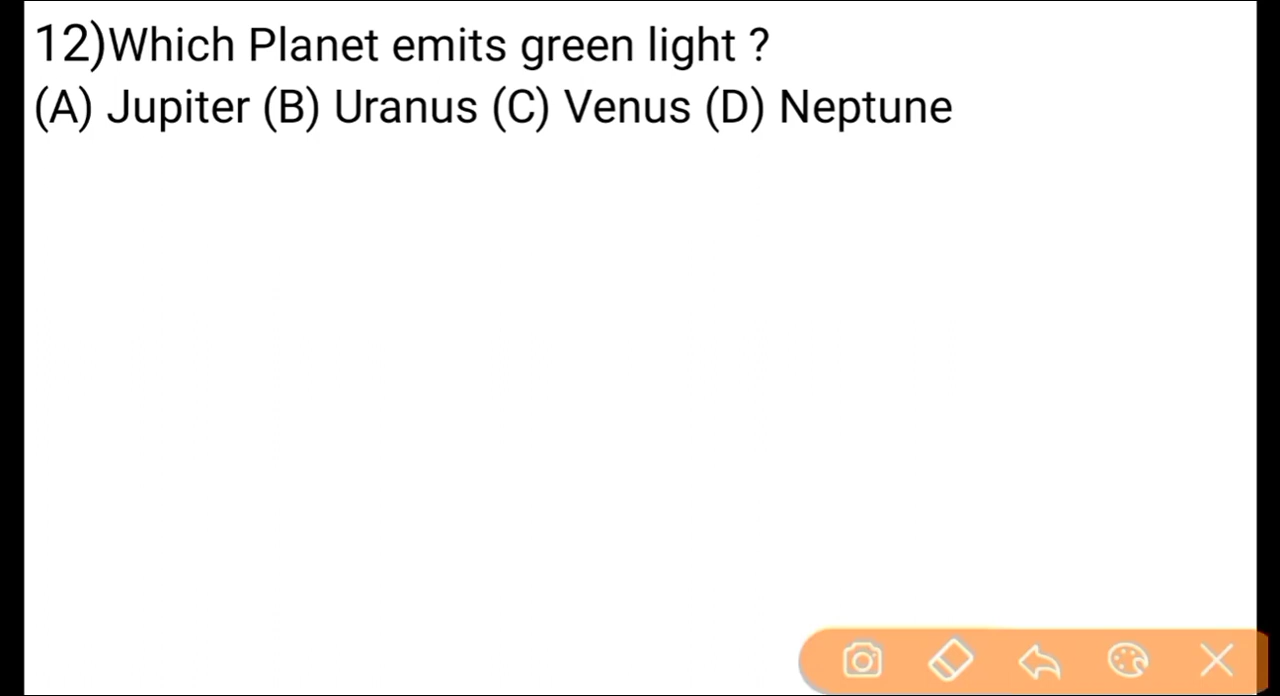 12)Which Planet emits green light ?
(A) Jupiter (B) Uranus (C) Venus (D) Neptune